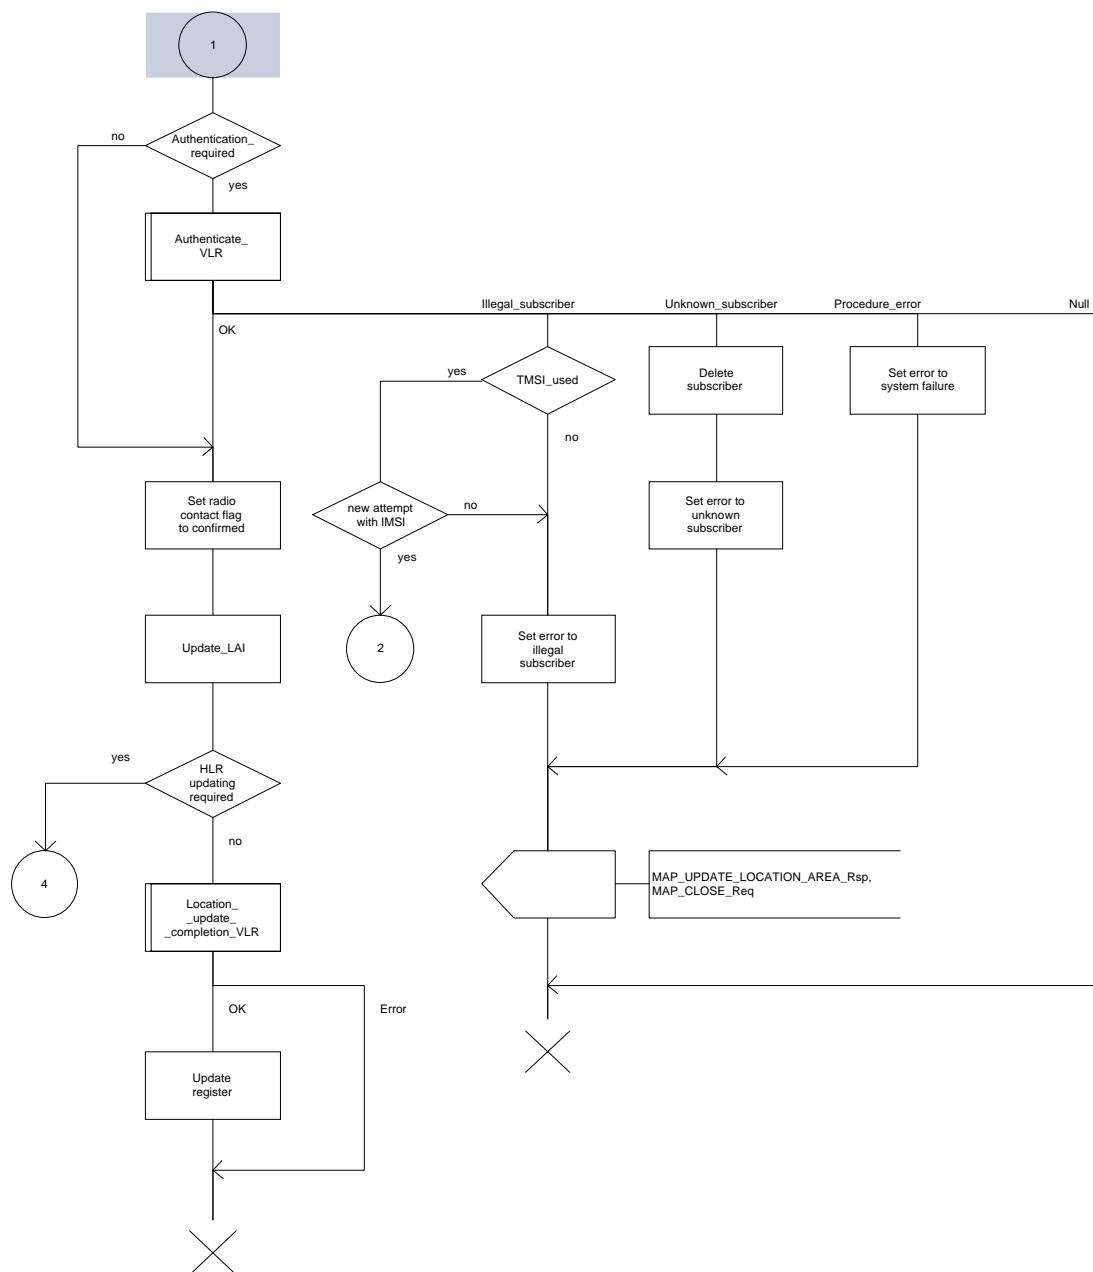 1
no
Authentication_
required
yes
Authenticate_
VLR
Illegal_subscriber
Unknown_subscriber
Procedure_error
Null
OK
yes
TMSI_used
no
Delete
subscriber
Set error to
system failure
Set radio
contact flag
to confirmed
new attempt
with IMSI
no
yes
Set error to
unknown
subscriber
Update_LAI
2
Set error to
illegal
subscriber
yes
HLR
updating
required
no
4
Location_
_update_
_completion_VLR
MAP_UPDATE_LOCATION_AREA_Rsp,
MAP_CLOSE_Req
OK
Error
Update
register